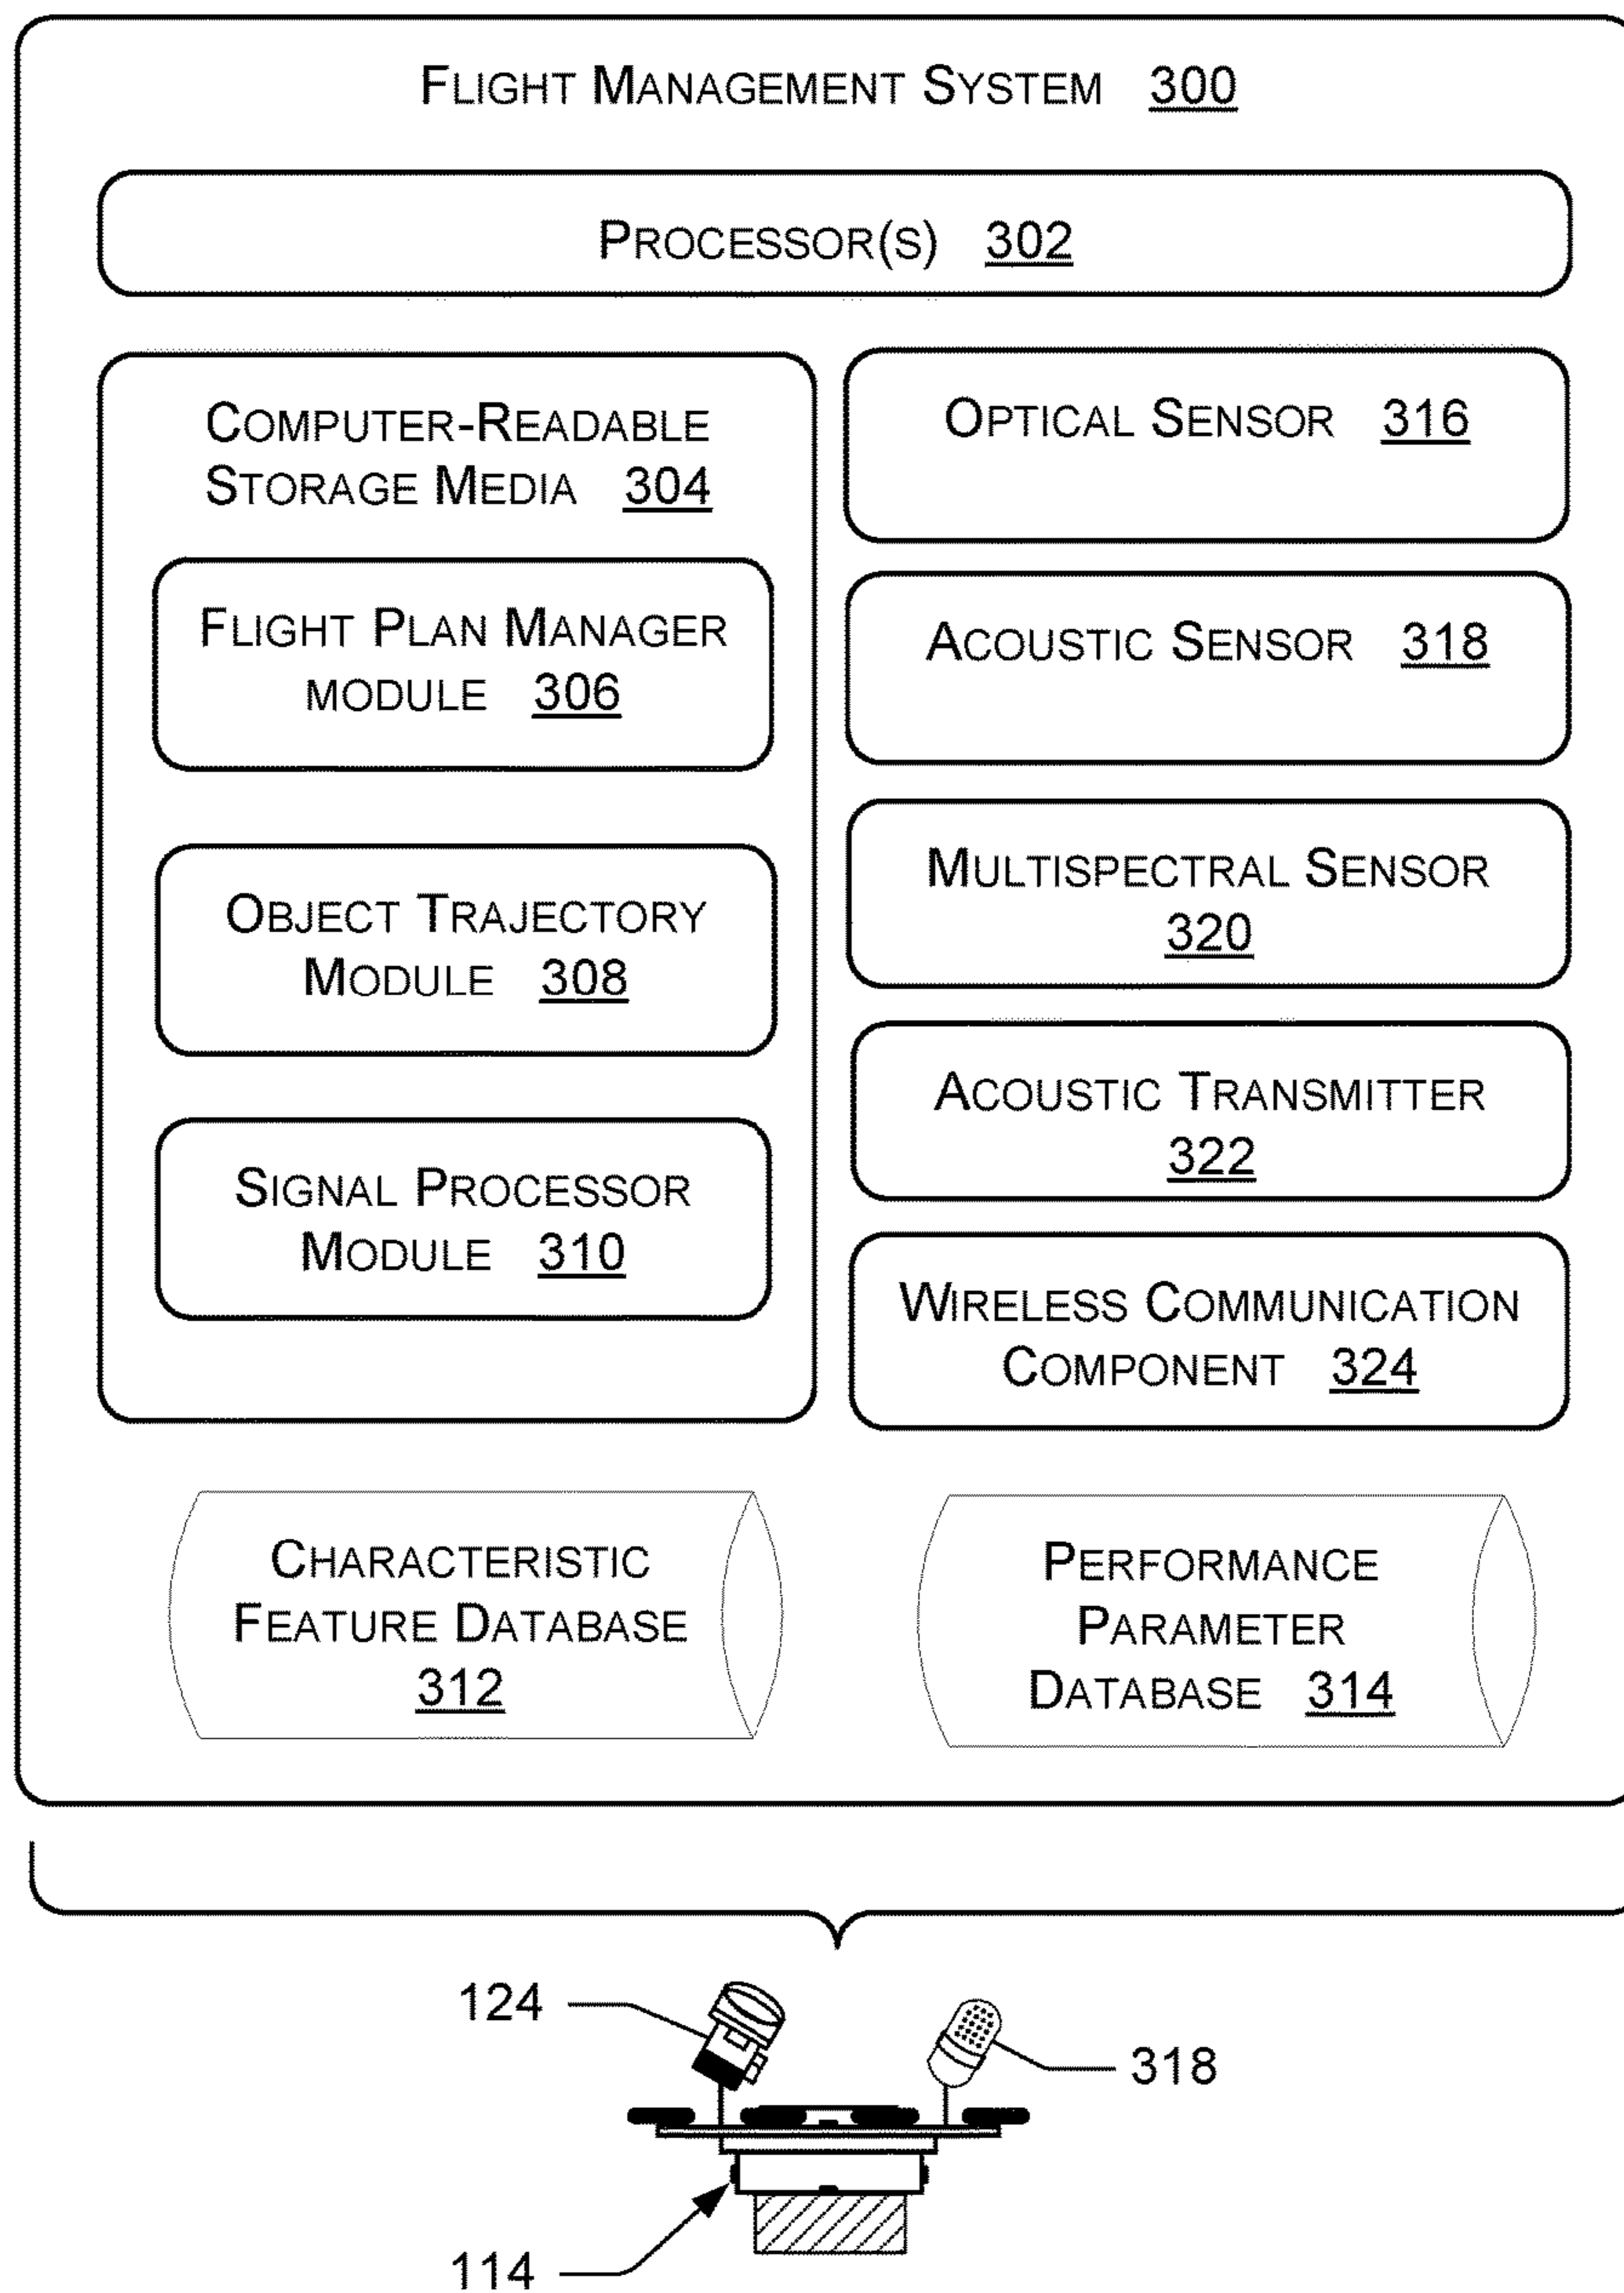 FLIGHT MANAGEMENT SYSTEM 300
PROCESSOR(S) 302
COMPUTER-READABLE
STORAGE MEDIA 304
FLIGHT PLAN MANAGER
MODULE 306
OBJECT TRAJECTORY
MODULE 308
SIGNAL PROCESSOR
MODULE 310
OPTICAL SENSOR 316
ACOUSTIC SENSOR 318
MULTISPECTRAL SENSOR
320
ACOUSTIC TRANSMITTER
322
WIRELESS COMMUNICATION
COMPONENT 324
CHARACTERISTIC
FEATURE DATABASE
312
PERFORMANCE
PARAMETER
DATABASE 314
124
318
114